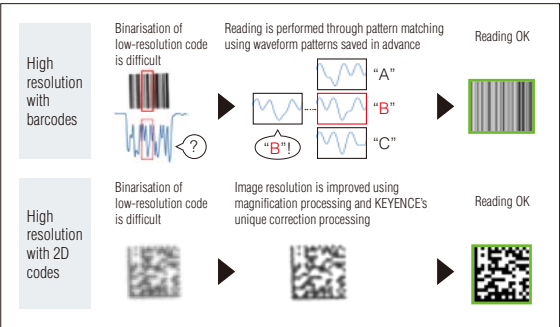 High
resolution
with
barcodes
Binarisation of
low-resolution code
is difficult
?
Reading is performed through pattern matching
using waveform patterns saved in advance
“A”
“B”
“C”
“B”!
Reading OK
High
resolution
with 2D
codes
Binarisation of
low-resolution code
is difficult
Image resolution is improved using
magnification processing and KEYENCE’s
unique correction processing
Reading OK